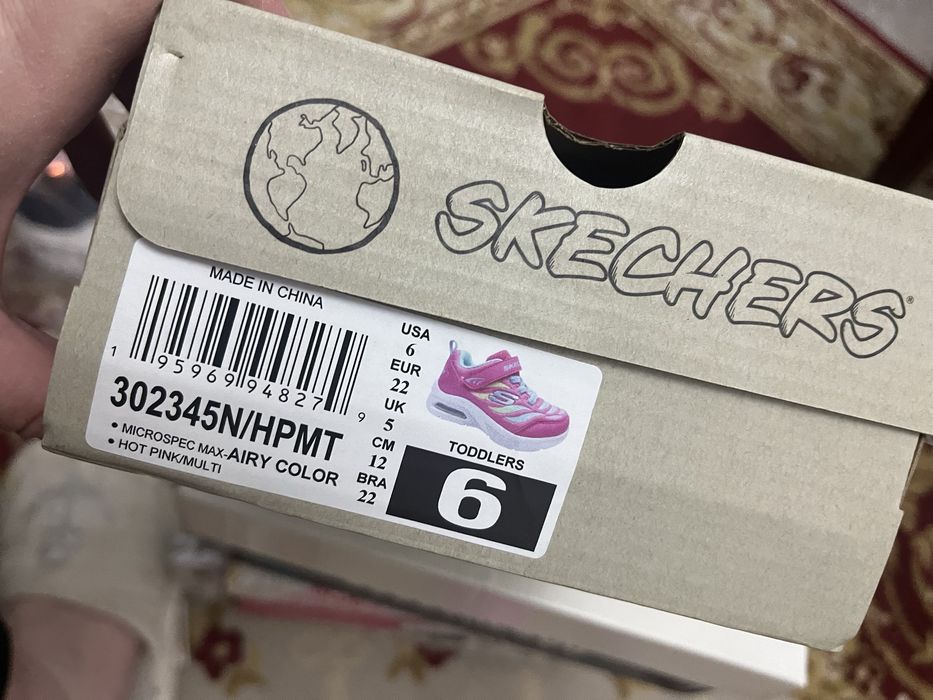 SKECHERS®
MADE IN CHINA
1 95969 94827 9
302345N/HPMT
• MICROSPEC MAX-AIRY COLOR
• HOT PINK/MULTI
USA
6
EUR
22
UK
5
CM
12
BRA
22
TODDLERS
6